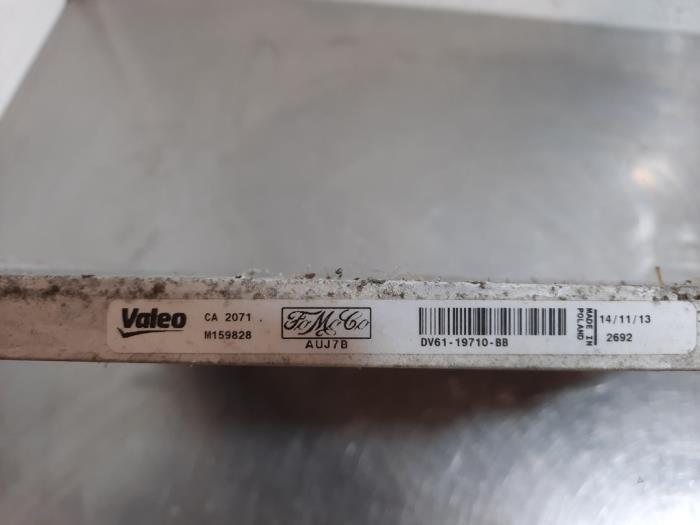 Valeo
CA 2071 .
M159828
FoMoCo
AUJ7B
DV61-19710-BB
MADE IN
POLAND
14/11/13
2692